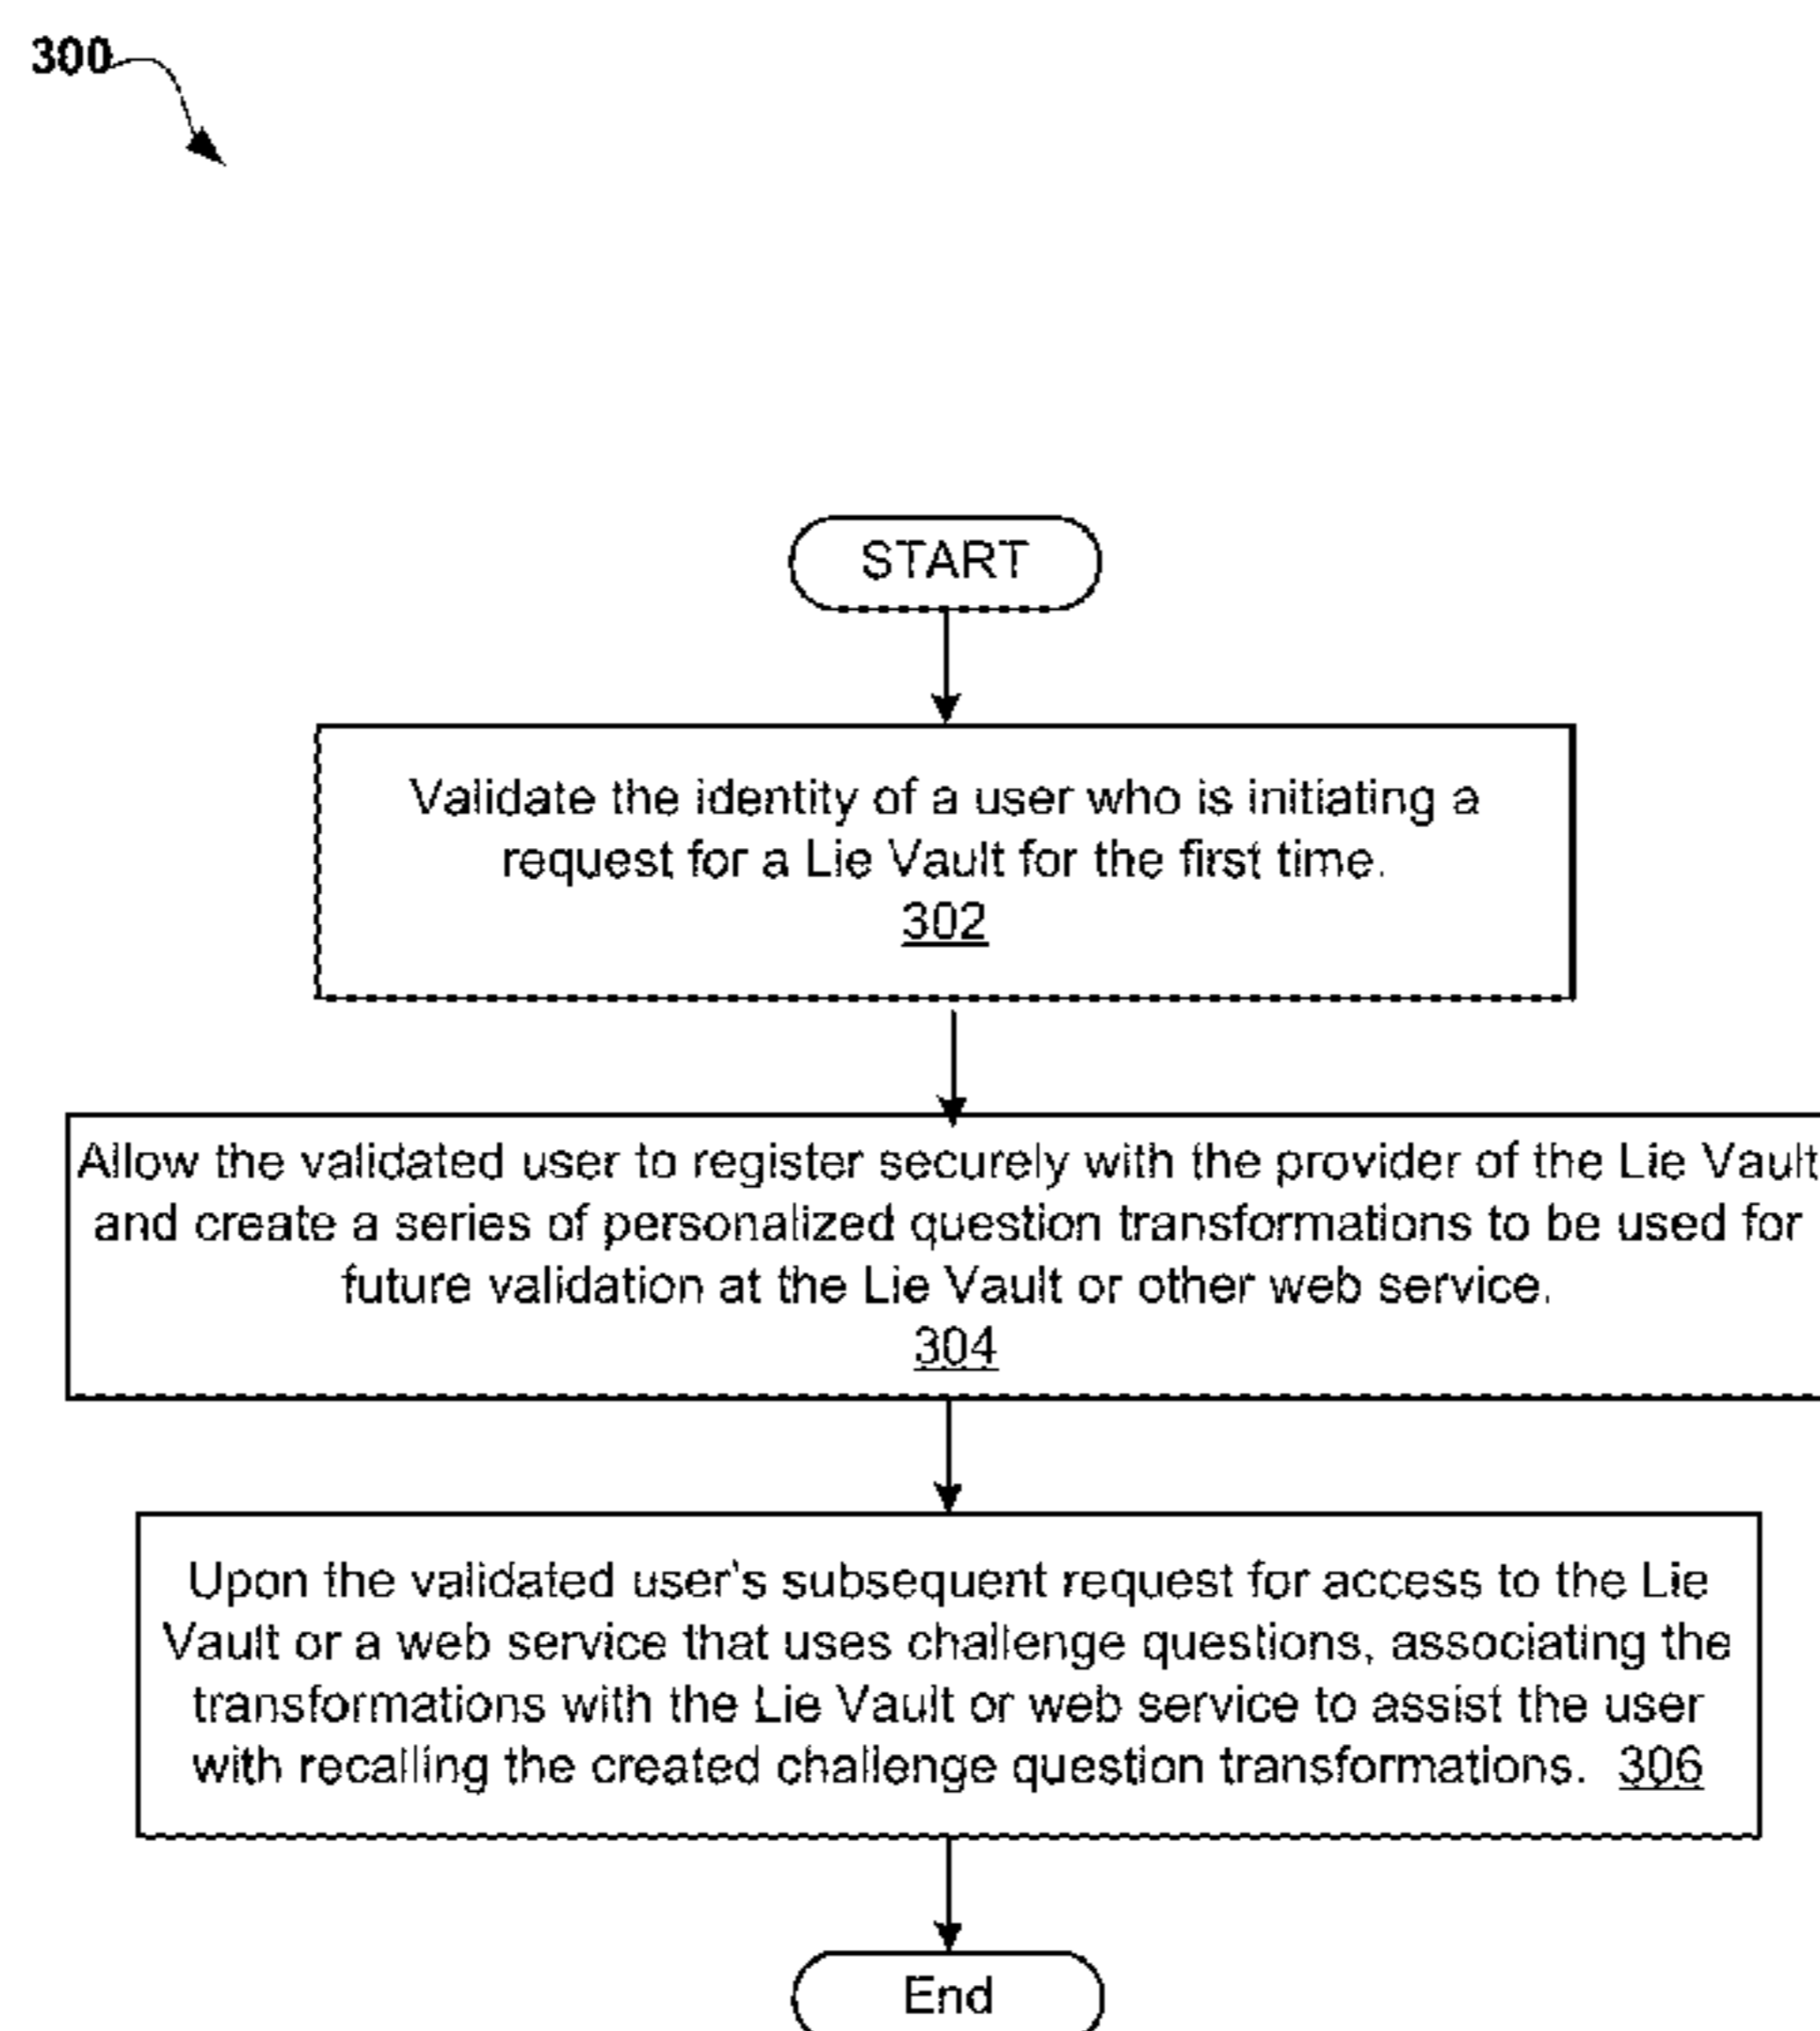 300
START
Validate the identity of a user who is initiating a
request for a Lie Vault for the first time.
302
Allow the validated user to register securely with the provider of the Lie Vault
and create a series of personalized question transformations to be used for
future validation at the Lie Vault or other web service.
304
Upon the validated user's subsequent request for access to the Lie
Vault or a web service that uses challenge questions, associating the
transformations with the Lie Vault or web service to assist the user
with recalling the created challenge question transformations. 306
End